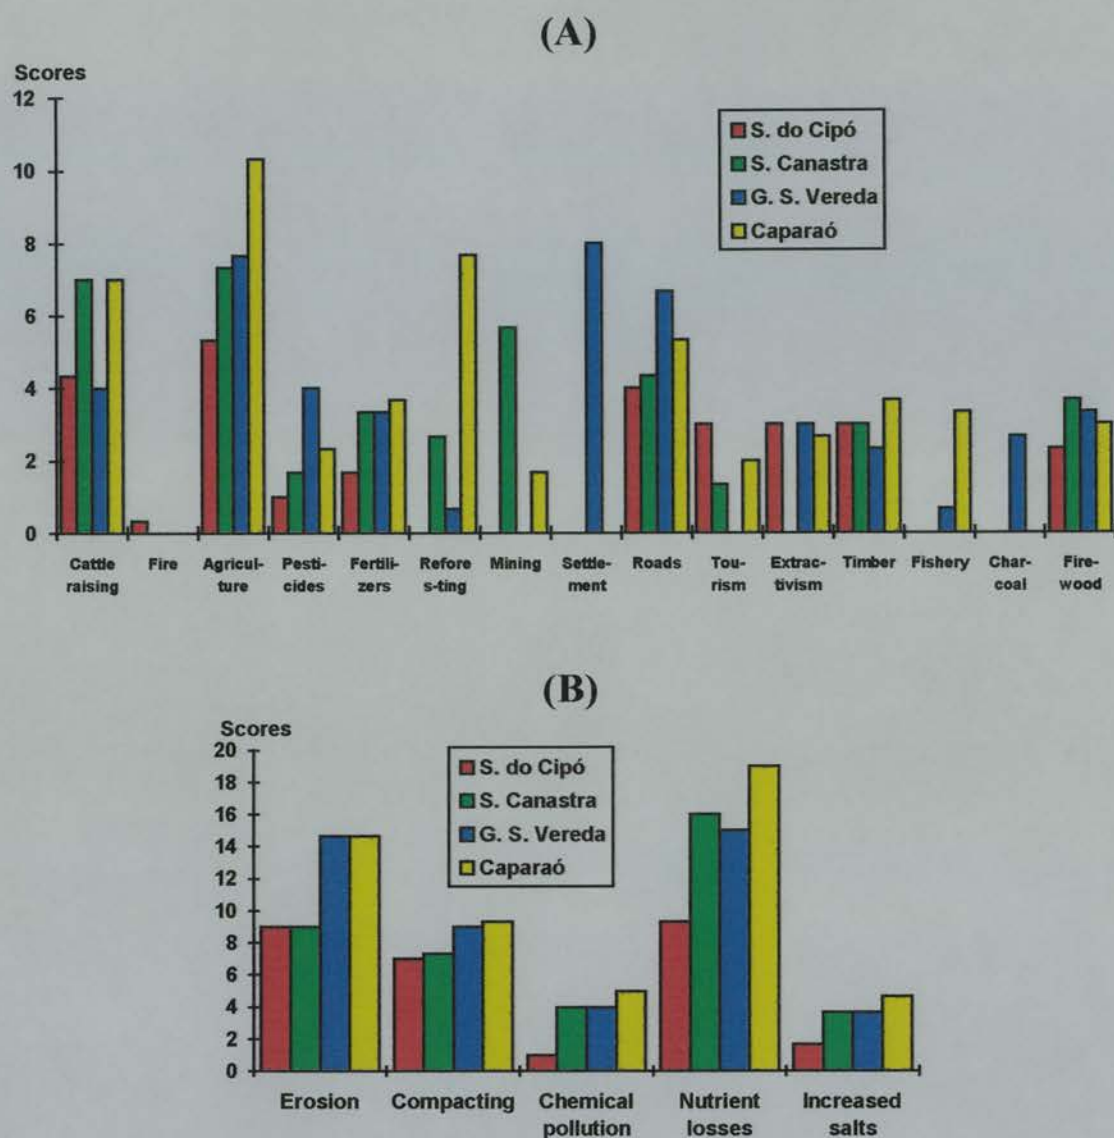 (A)
Scores
12
10
8
6
4
2
0
S. do Cipó
S. Canastra
G. S. Vereda
Caparaó
Cattle raising
Fire
Agricul- ture
Pesti- cides
Fertili- zers
Refore s-ting
Mining
Settle- ment
Roads
Tou- rism
Extrac- tivism
Timber
Fishery
Char- coal
Fire- wood
(B)
Scores
20
18
16
14
12
10
8
6
4
2
0
S. do Cipó
S. Canastra
G. S. Vereda
Caparaó
Erosion
Compacting
Chemical pollution
Nutrient losses
Increased salts